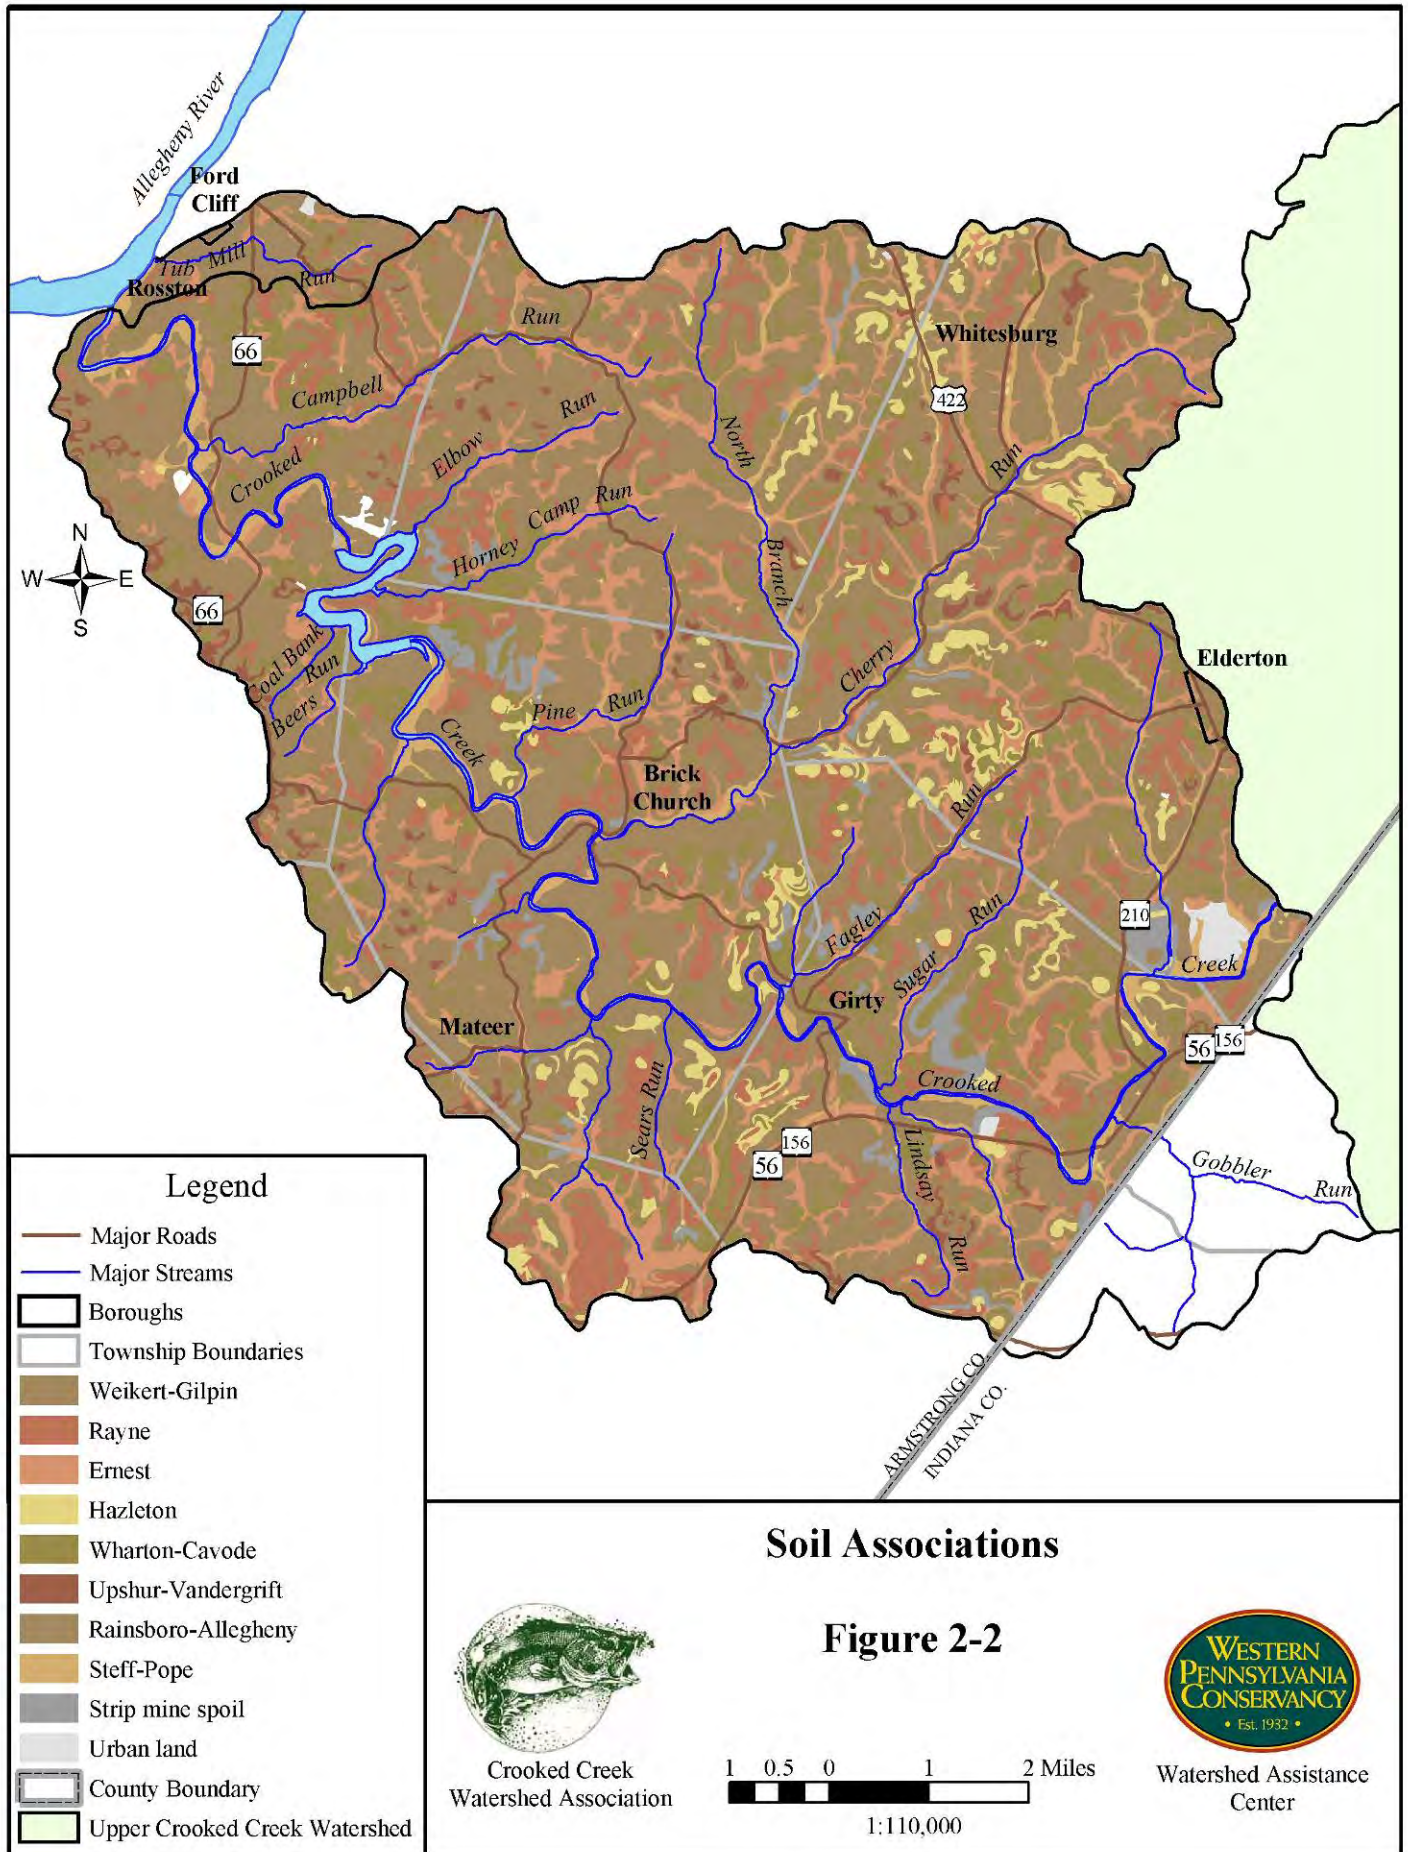 Allegheny River
Ford
Cliff
Tub Mill Run
Rosston
66
Campbell Run
Crooked
Elbow Run
Horney Camp Run
North Branch
Whitesburg
422
Run
Cherry
N
W E
S
66
Coal Bank
Run
Beers
Creek
Pine Run
Brick
Church
Elderton
Run
Fagley
Sugar Run
210
Creek
Girty
Mateer
56 156
Crooked
Sears Run
156
56
Lindsay Run
Gobbler Run
ARMSTRONG CO.
INDIANA CO.
Legend
Major Roads
Major Streams
Boroughs
Township Boundaries
Weikert-Gilpin
Rayne
Ernest
Hazleton
Wharton-Cavode
Upshur-Vandergrift
Rainsboro-Allegheny
Steff-Pope
Strip mine spoil
Urban land
County Boundary
Upper Crooked Creek Watershed
Soil Associations
Figure 2-2
Crooked Creek
Watershed Association
1 0.5 0 1 2 Miles
1:110,000
WESTERN
PENNSYLVANIA
CONSERVANCY
• Est. 1932 •
Watershed Assistance
Center